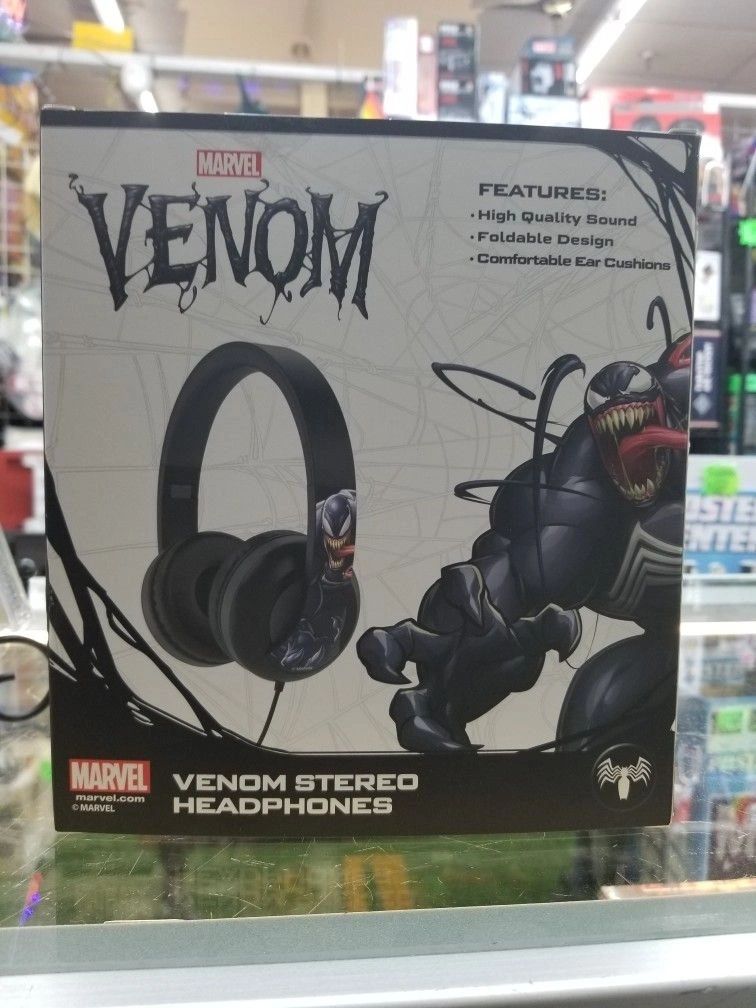 MARVEL
VENOM
FEATURES:
• High Quality Sound
• Foldable Design
• Comfortable Ear Cushions
MARVEL
marvel.com
© MARVEL
VENOM STEREO
HEADPHONES